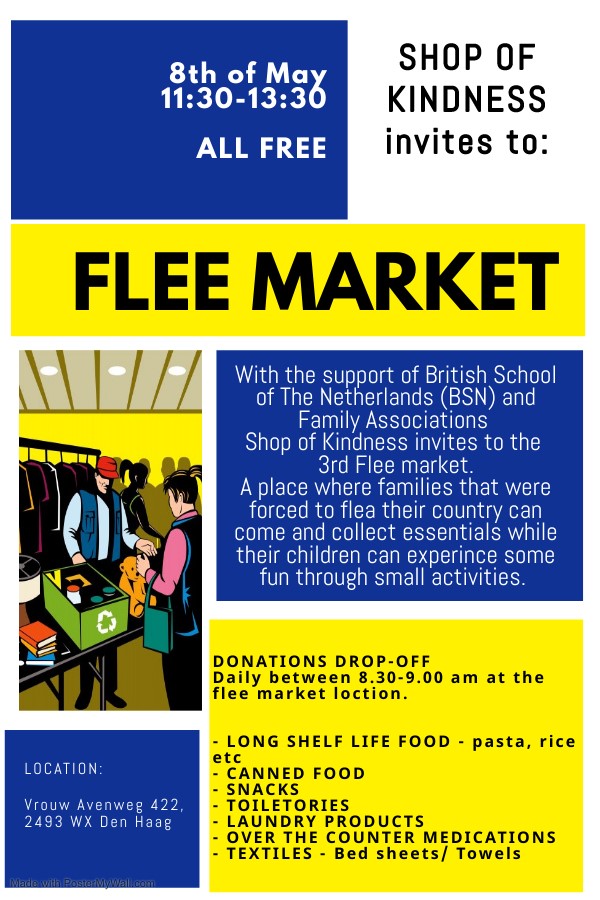 8th of May
11:30-13:30
ALL FREE
SHOP OF
KINDNESS
invites to:
FLEE MARKET
With the support of British School
of The Netherlands (BSN) and
Family Associations
Shop of Kindness invites to the
3rd Flee market.
A place where families that were
forced to flea their country can
come and collect essentials while
their children can experince some
fun through small activities.
DONATIONS DROP-OFF
Daily between 8.30-9.00 am at the
flee market loction.
- LONG SHELF LIFE FOOD - pasta, rice
etc
- CANNED FOOD
- SNACKS
- TOILETORIES
- LAUNDRY PRODUCTS
- OVER THE COUNTER MEDICATIONS
- TEXTILES - Bed sheets/ Towels
LOCATION:
Vrouw Avenweg 422,
2493 WX Den Haag
Made with PosterMyWall.com